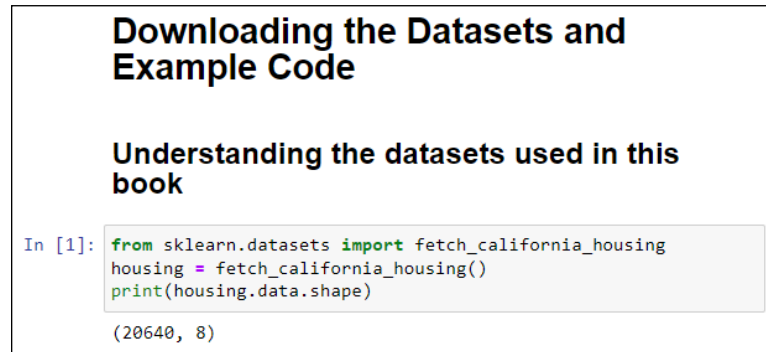 Downloading the Datasets and
Example Code
Understanding the datasets used in this
book
In [1]: from sklearn.datasets import fetch_california_housing
housing = fetch_california_housing()
print(housing.data.shape)
(20640, 8)